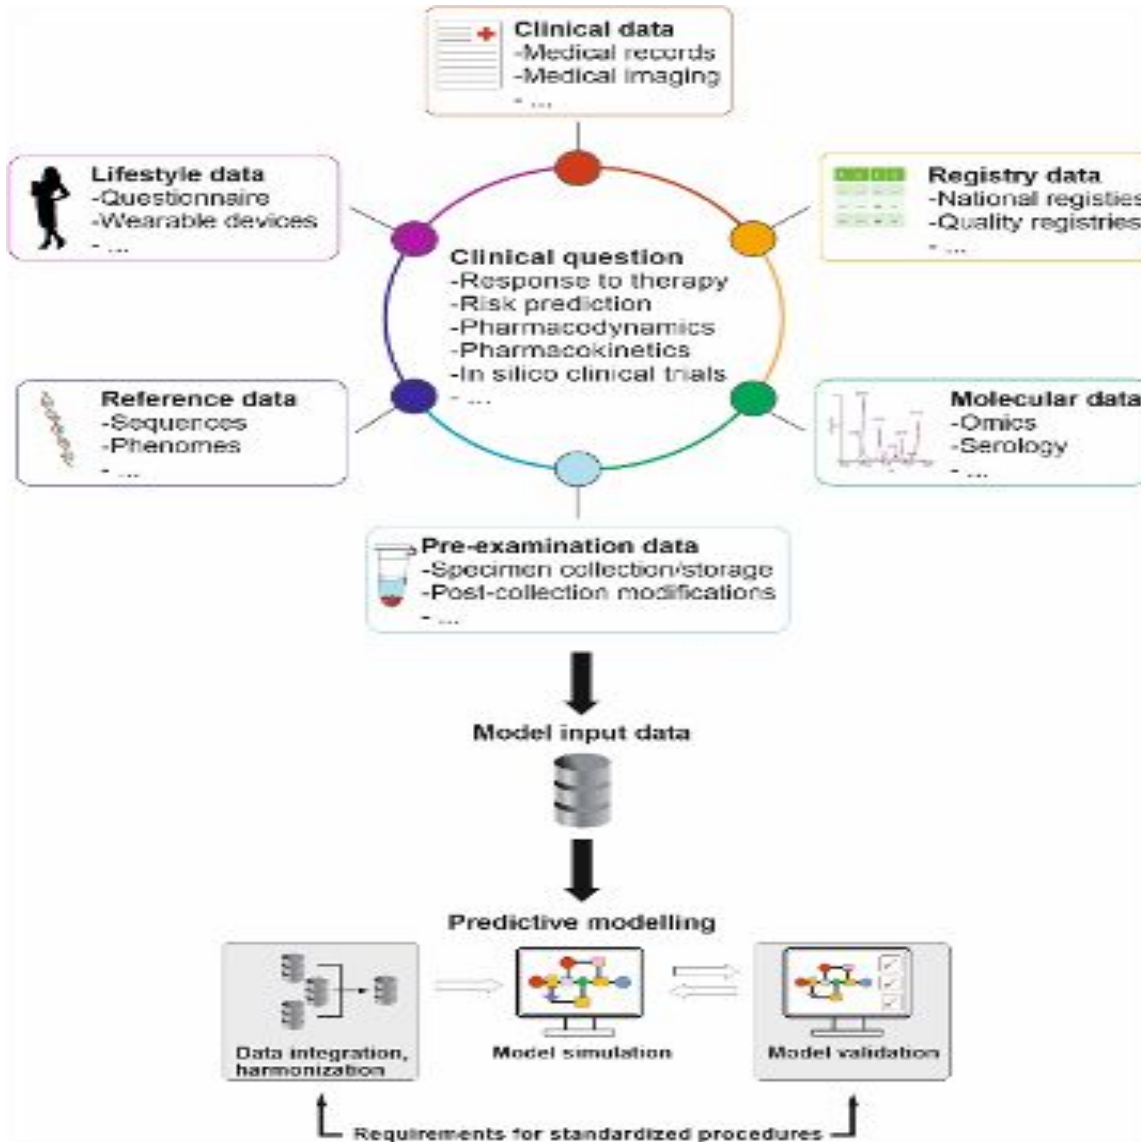 Clinical data
-Medical records
-Medical imaging
- ...
Lifestyle data
-Questionnaire
-Wearable devices
- ...
Registry data
-National registies
-Quality registries
- ...
Clinical question
-Response to therapy
-Risk prediction
-Pharmacodynamics
-Pharmacokinetics
-In silico clinical trials
- ...
Reference data
-Sequences
-Phenomes
- ...
Molecular data
-Omics
-Serology
- ...
Pre-examination data
-Specimen collection/storage
-Post-collection modifications
- ...
Model input data
Predictive modelling
Data integration,
harmonization
Model simulation
Model validation
Requirements for standardized procedures